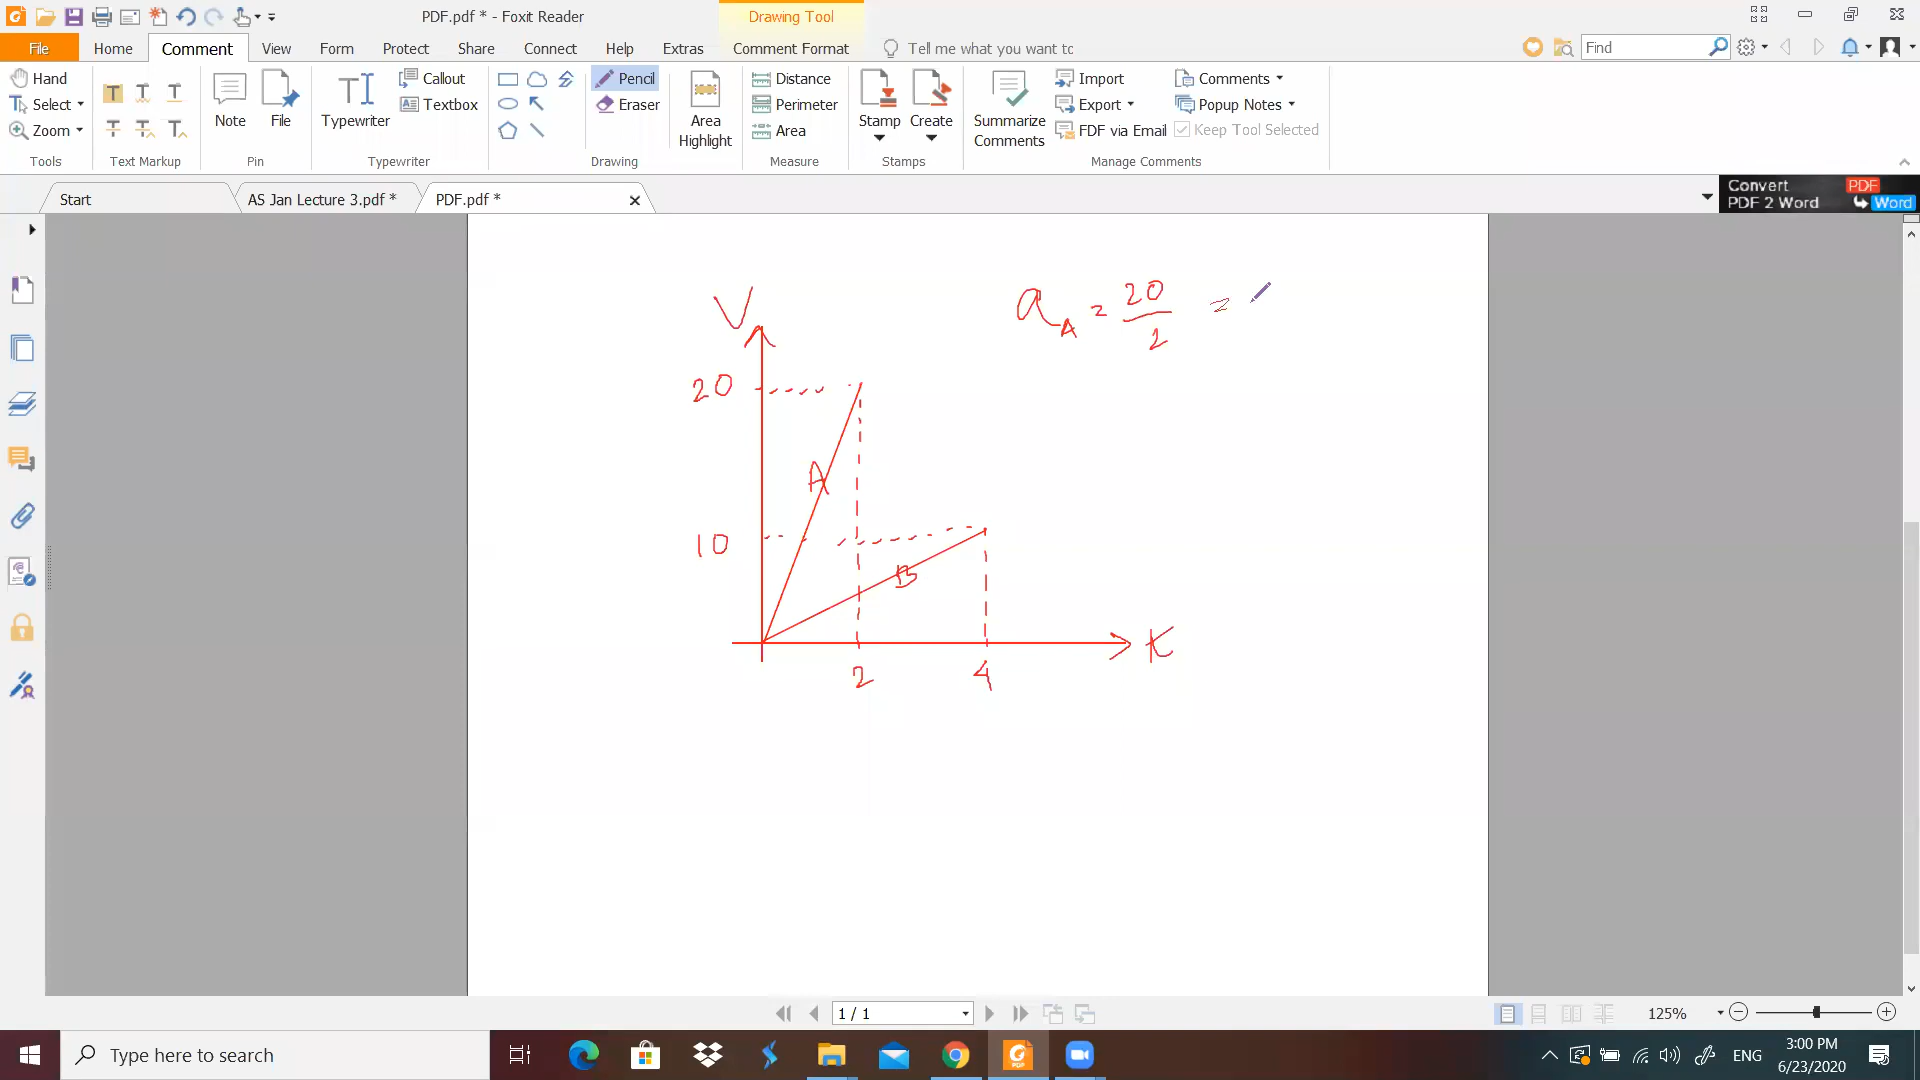 PDF.pdf * - Foxit Reader
Drawing Tool
File
Home
Comment
View
Form
Protect
Share
Connect
Help
Extras
Comment Format
Tell me what you want to
Find
Hand
Select
Zoom
Tools
Text Markup
Note
File
Pin
Typewriter
Callout
Textbox
Typewriter
Pencil
Eraser
Area
Highlight
Drawing
Distance
Perimeter
Area
Measure
Stamp
Create
Stamps
Summarize
Comments
Import
Export
FDF via Email
Comments
Popup Notes
Keep Tool Selected
Manage Comments
Start
AS Jan Lecture 3.pdf *
PDF.pdf *
Convert PDF
PDF 2 Word Word
V
a_A = 20/2 =
20
A
10
B
t
2
4
1 / 1
125%
Type here to search
ENG
3:00 PM
6/23/2020